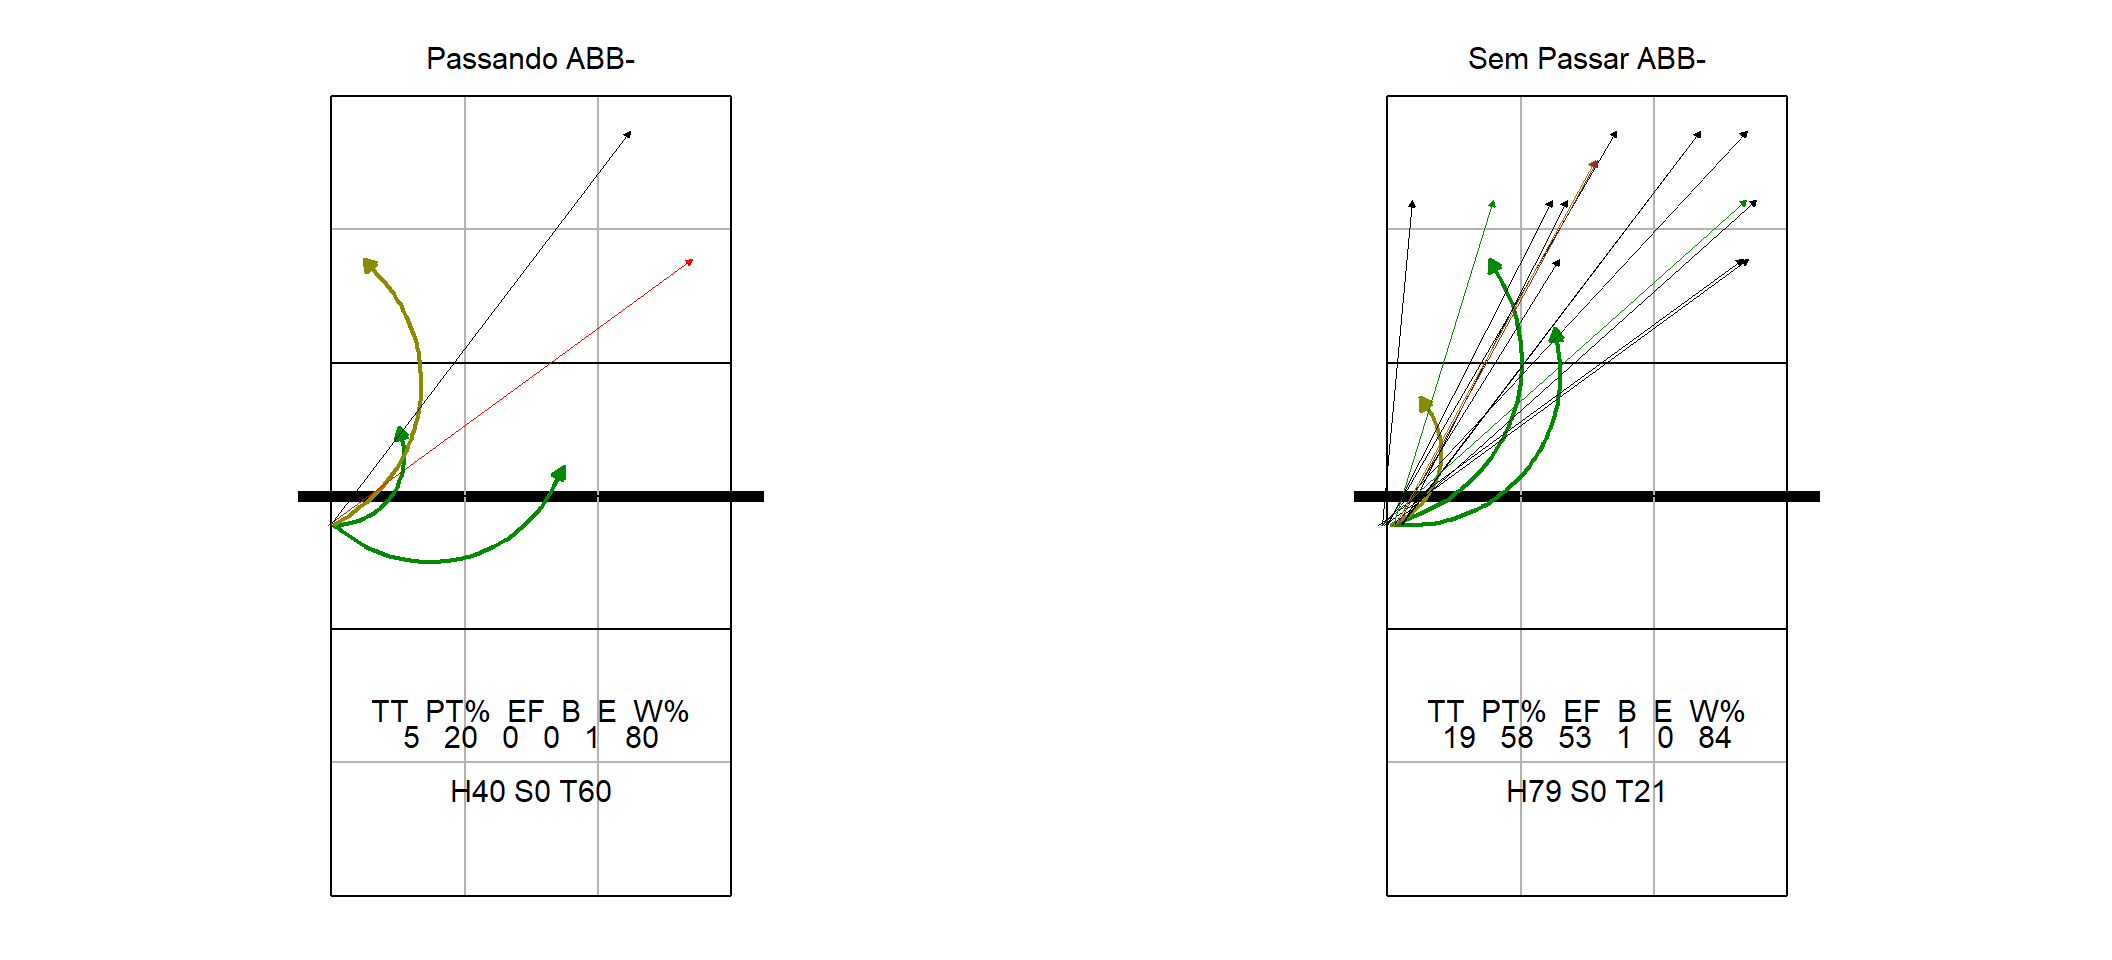 Passando ABB-
TT PT% EF B E W%
5 20 0 0 1 80
H40 S0 T60
Sem Passar ABB-
TT PT% EF B E W%
19 58 53 1 0 84
H79 S0 T21